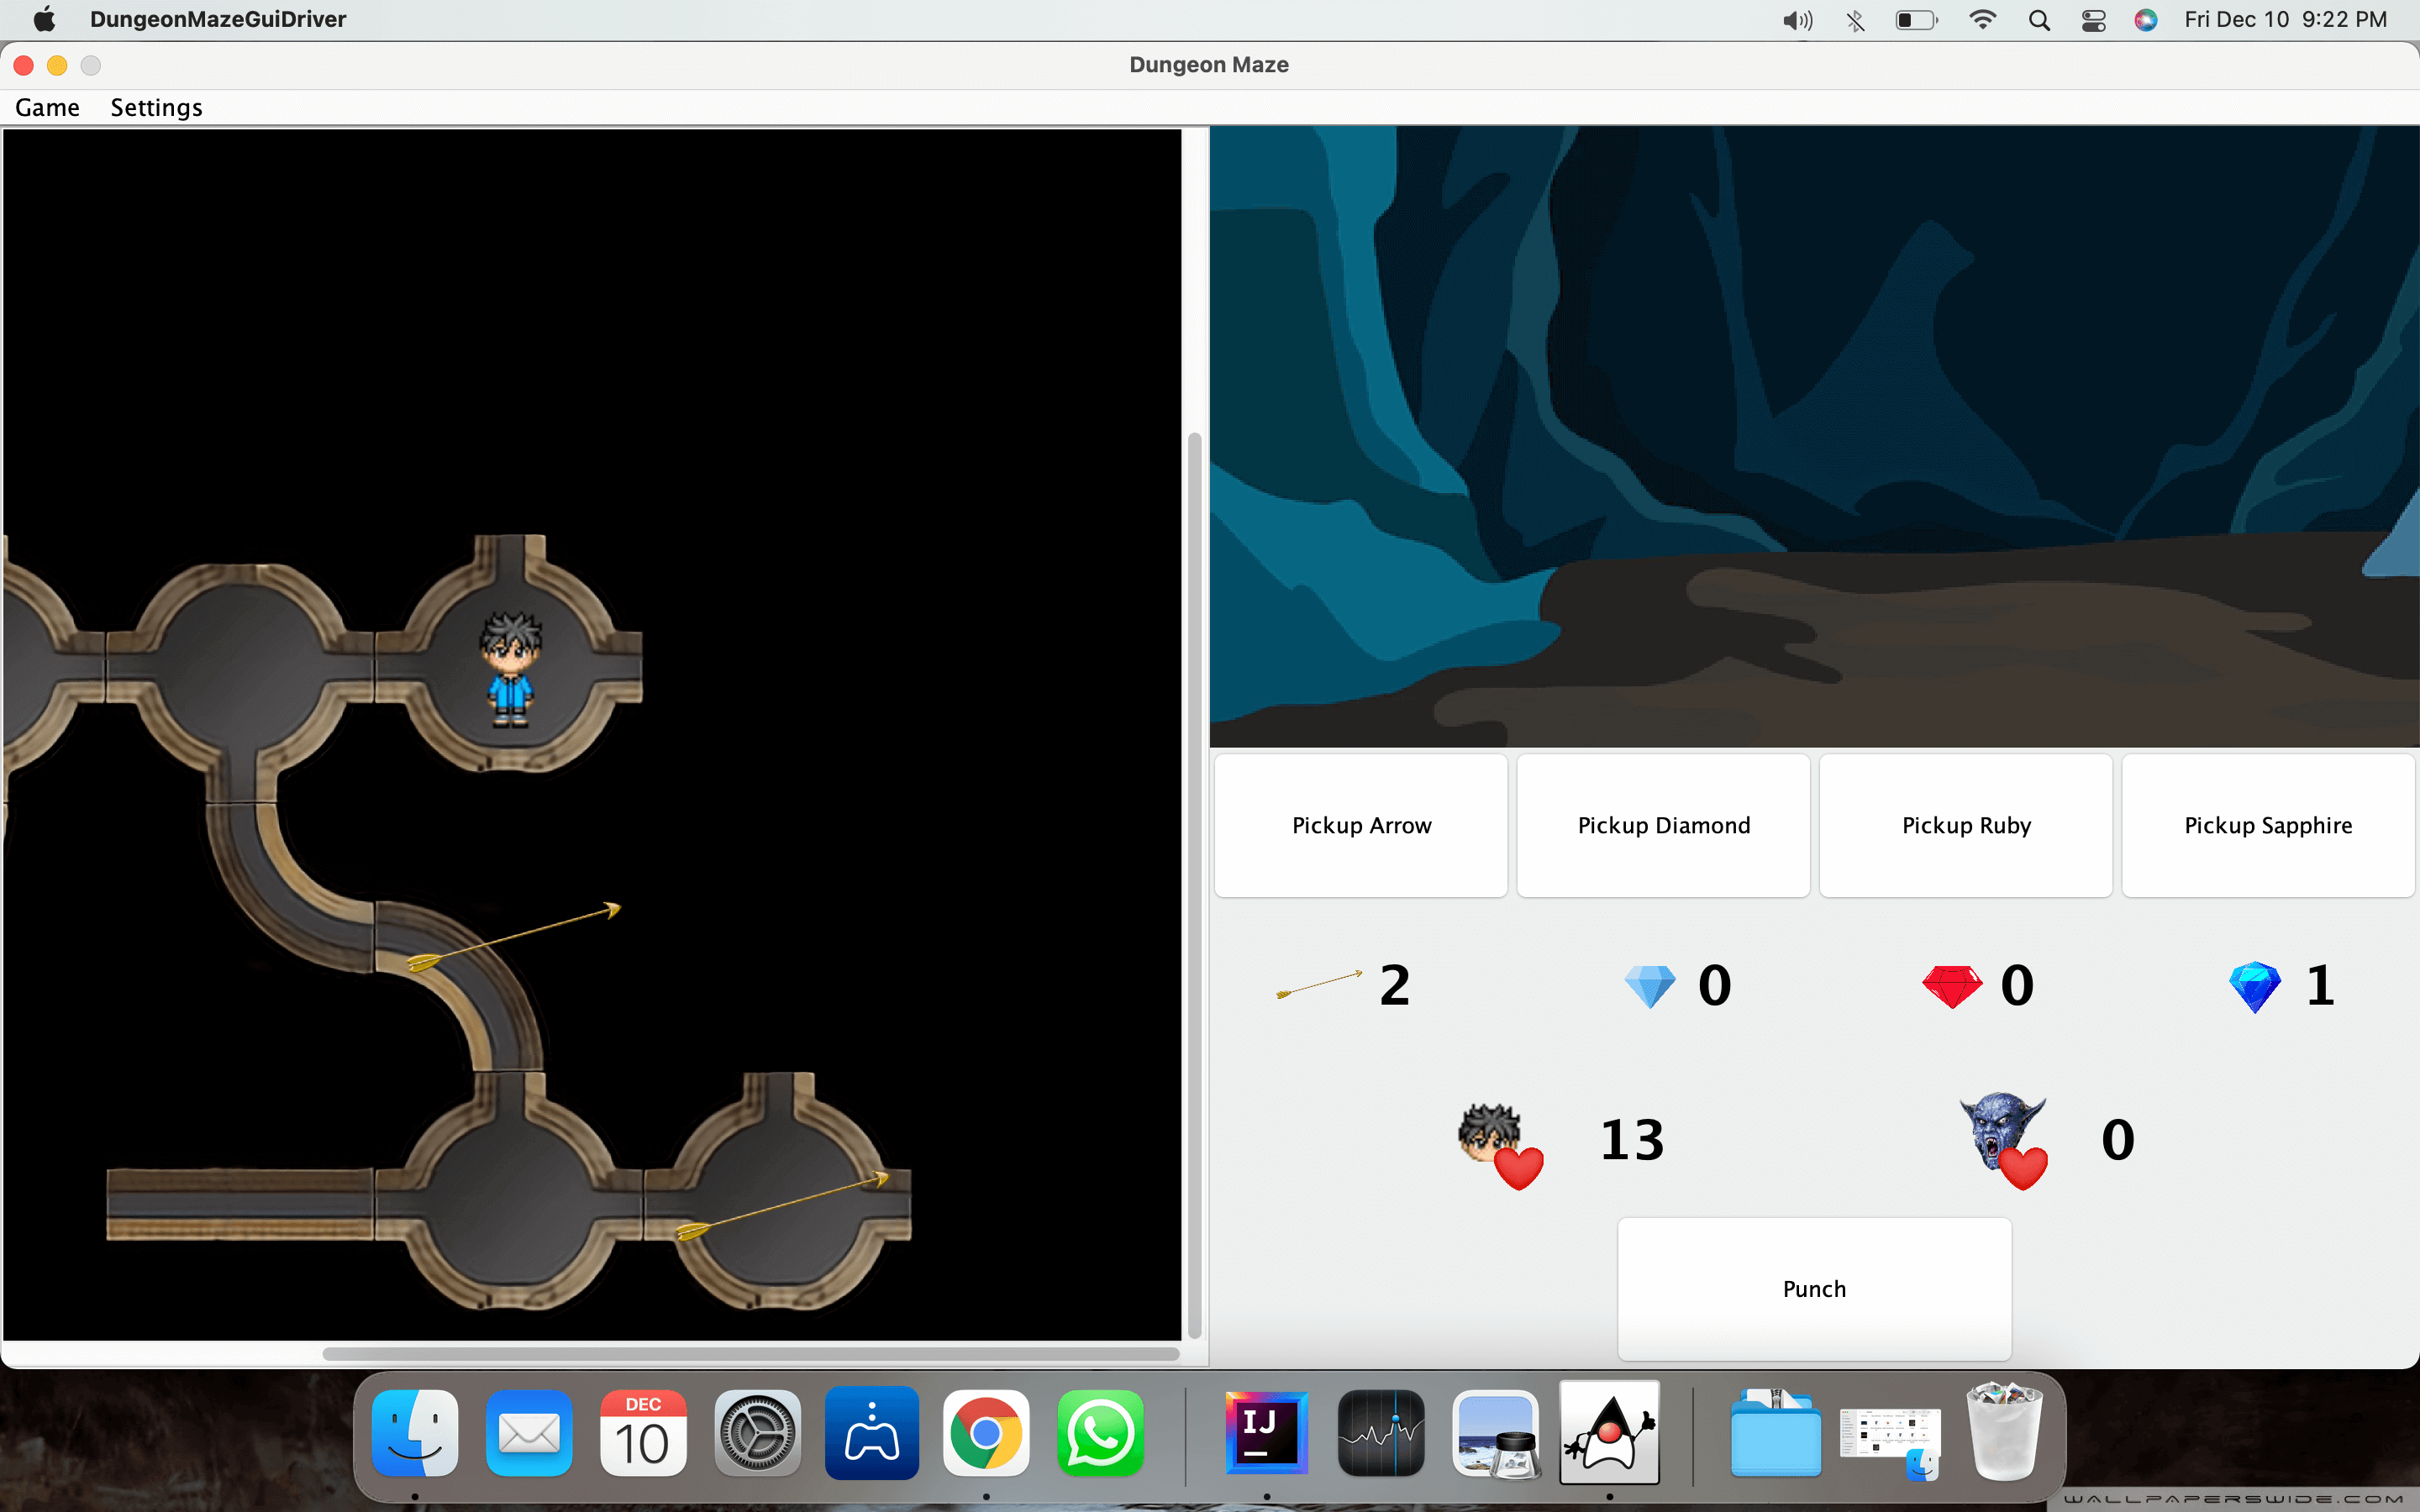 DungeonMazeGuiDriver
Fri Dec 10 9:22 PM
Dungeon Maze
Game Settings
Pickup Arrow Pickup Diamond Pickup Ruby Pickup Sapphire
2 0 0 1
13 0
Punch
DEC
10
IJ
WALLPAPERSWIDE.COM